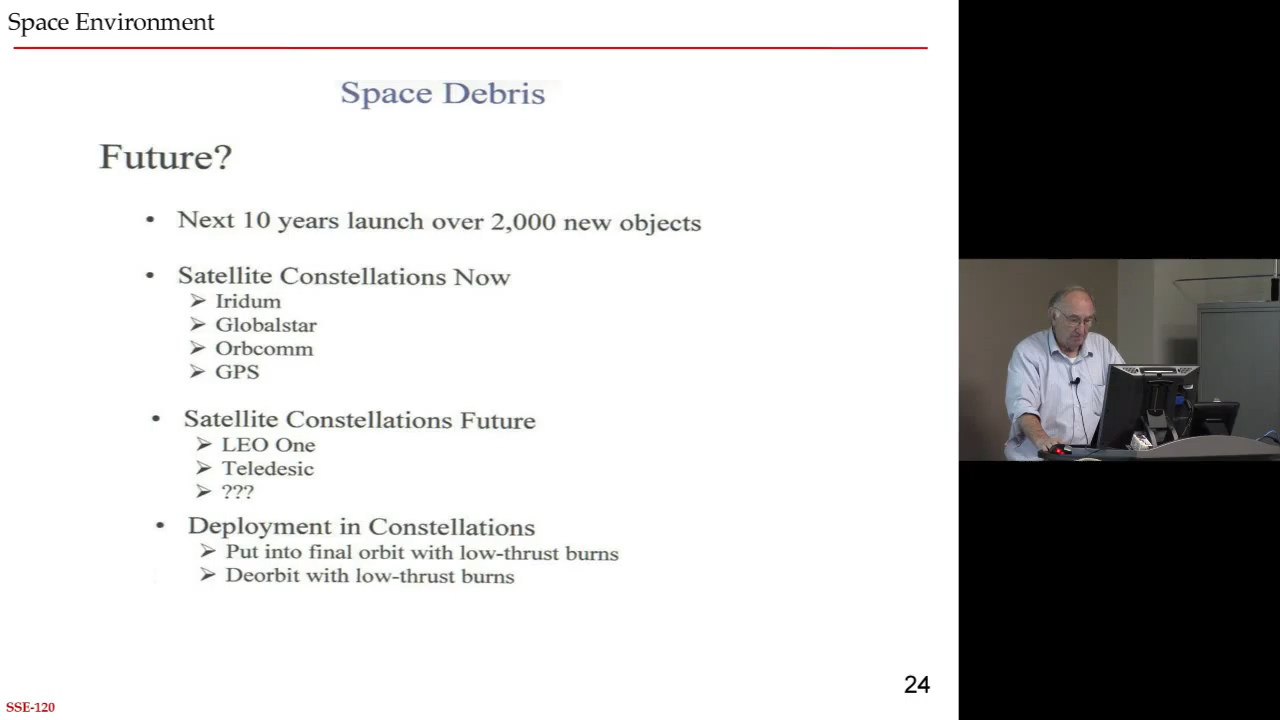 Space Environment
Space Debris
Future?
• Next 10 years launch over 2,000 new objects
• Satellite Constellations Now
➢ Iridum
➢ Globalstar
➢ Orbcomm
➢ GPS
• Satellite Constellations Future
➢ LEO One
➢ Teledesic
➢ ???
• Deployment in Constellations
➢ Put into final orbit with low-thrust burns
➢ Deorbit with low-thrust burns
24
SSE-120